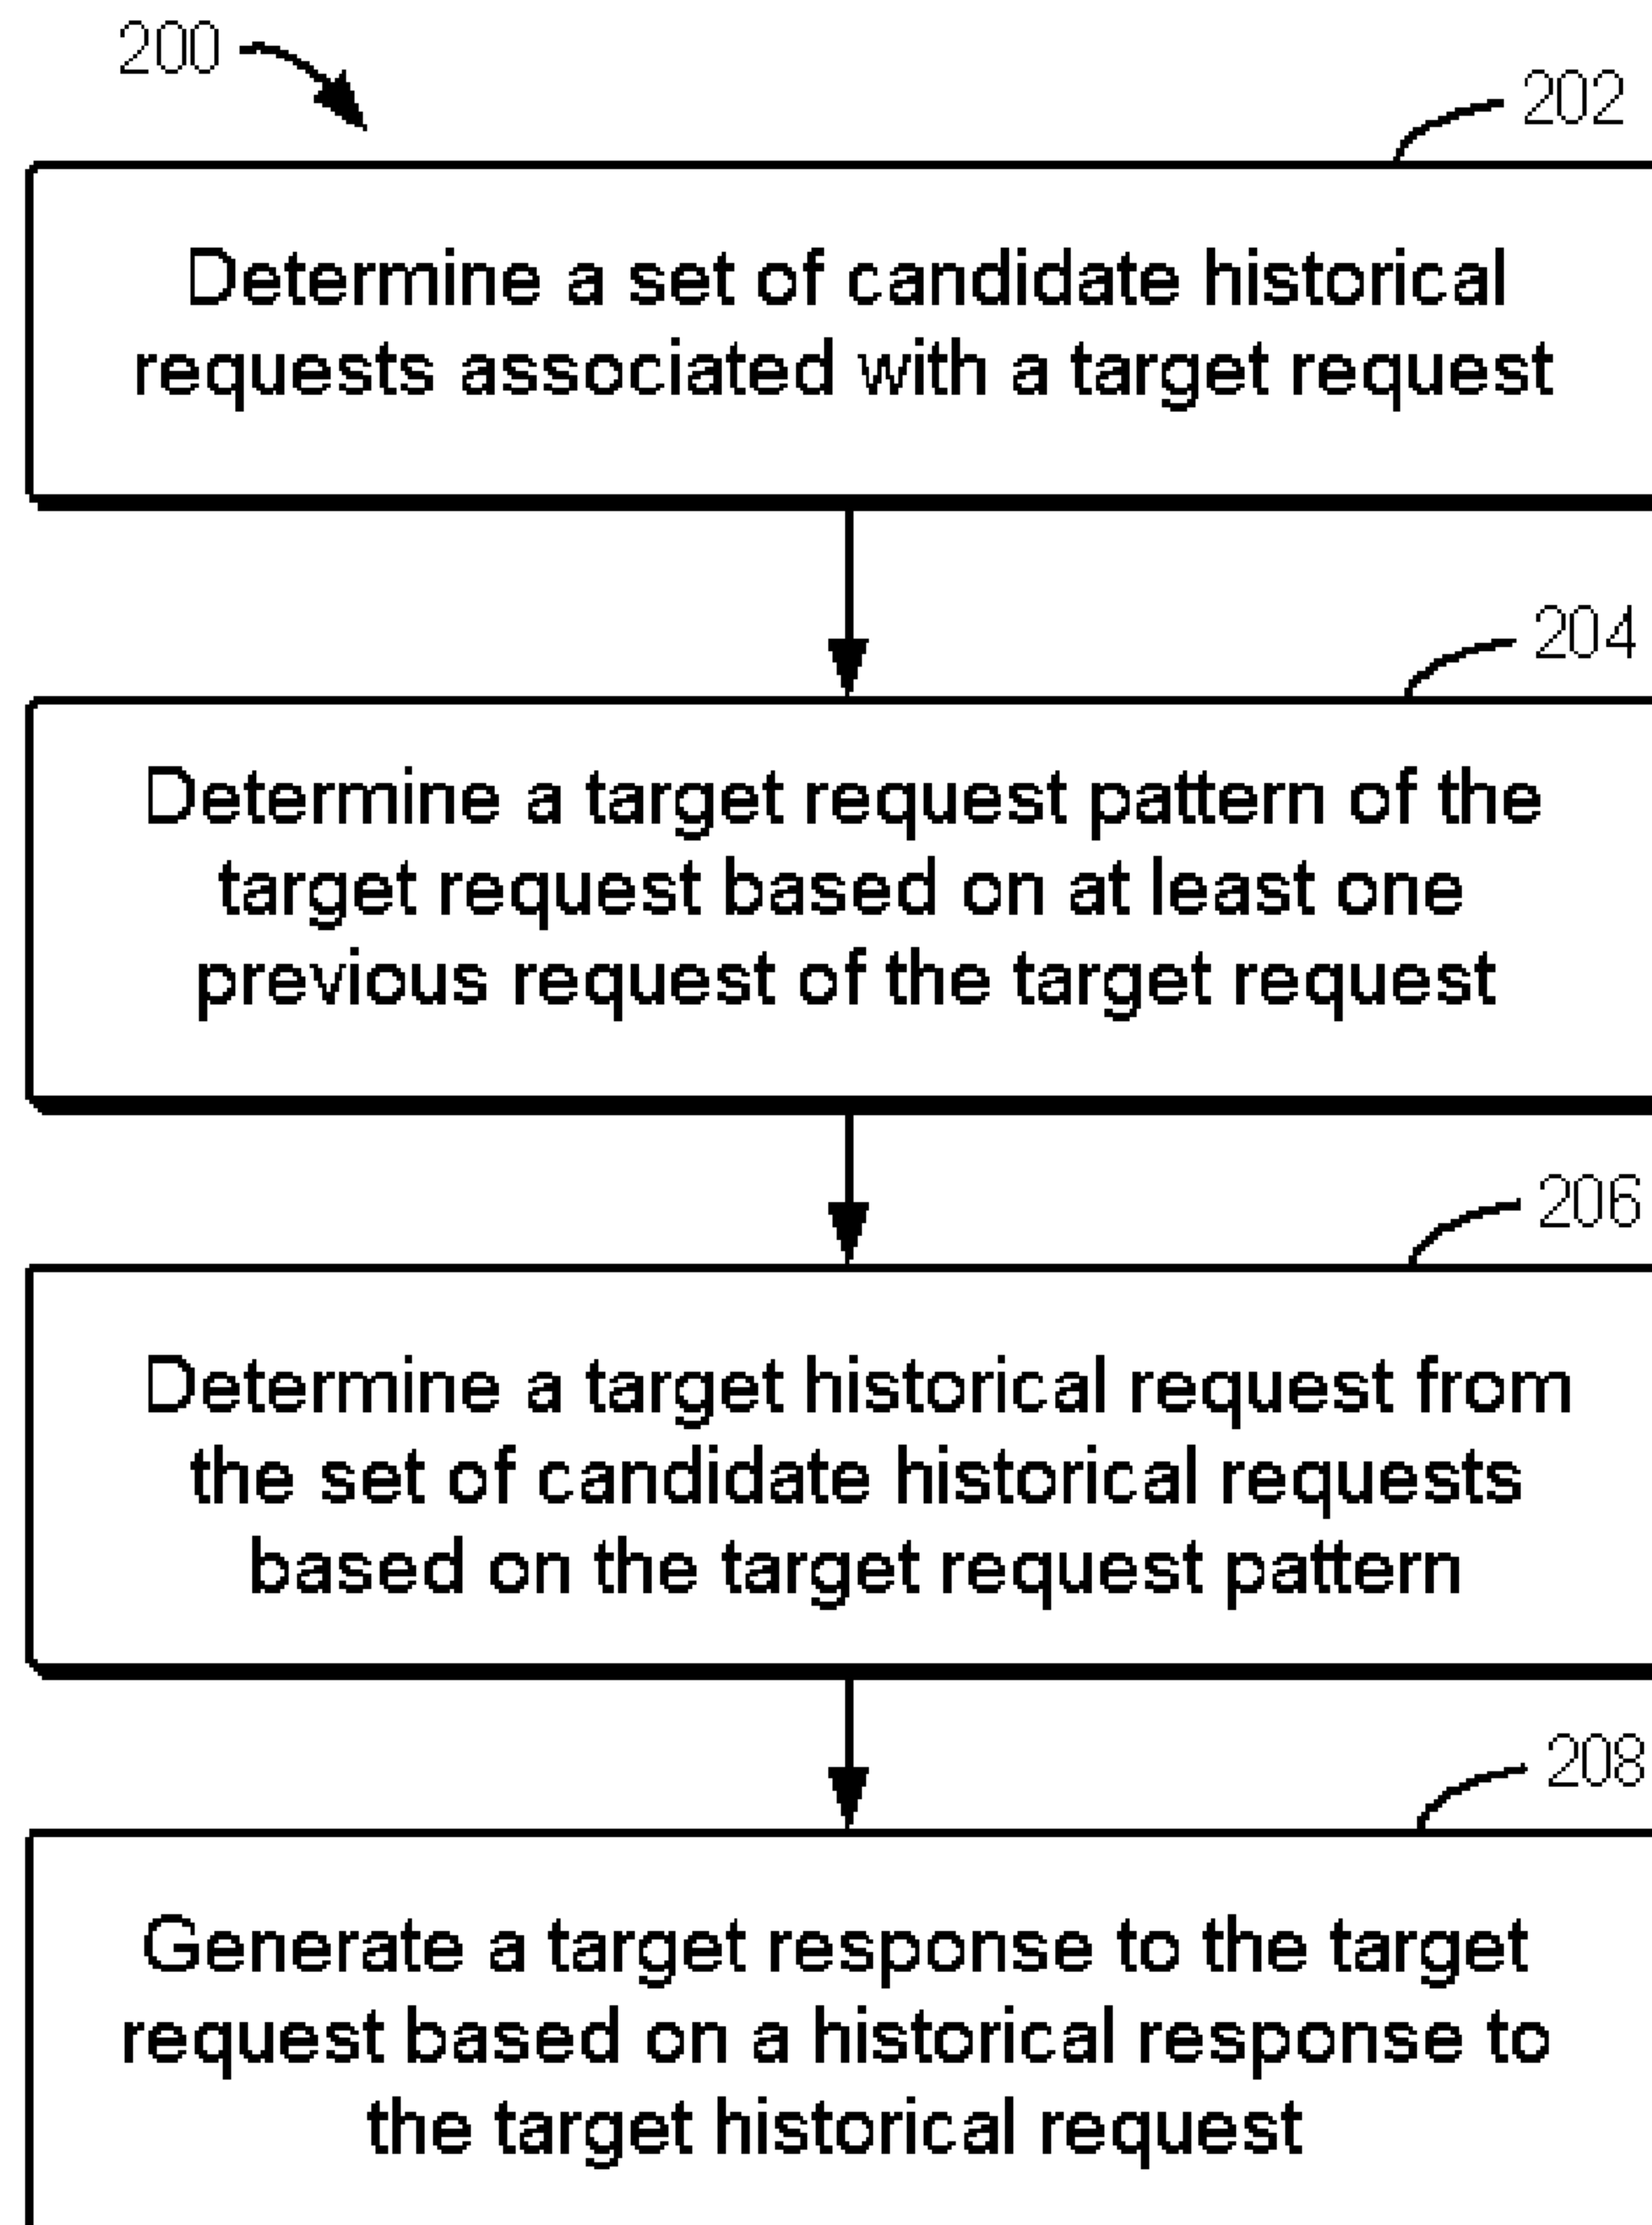 200
202
Determine a set of candidate historical
requests associated with a target request
204
Determine a target request pattern of the
target request based on at least one
previous request of the target request
206
Determine a target historical request from
the set of candidate historical requests
based on the target request pattern
208
Generate a target response to the target
request based on a historical response to
the target historical request